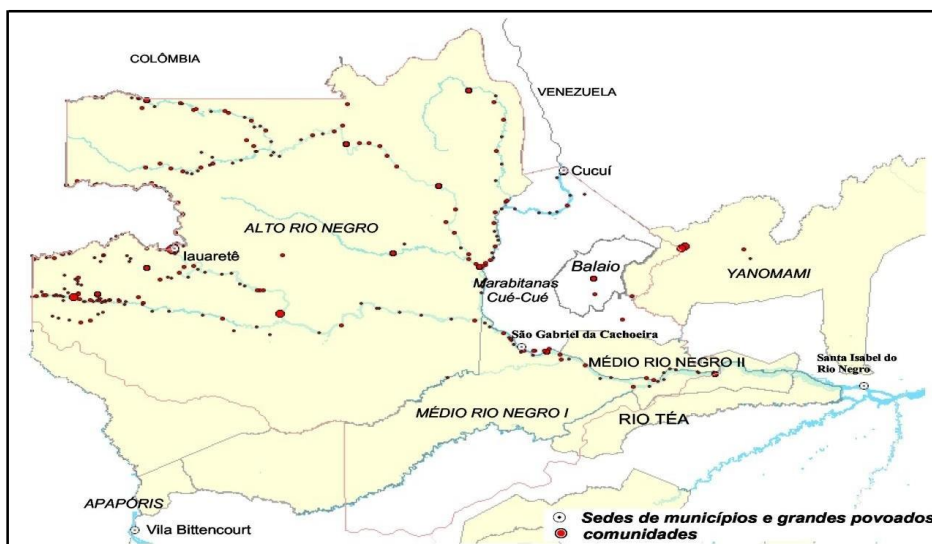 COLÔMBIA
VENEZUELA
Cucuí
ALTO RIO NEGRO
Iauaretê
Balaio
YANOMAMI
Marabitanas
Cué-Cué
São Gabriel da Cachoeira
MÉDIO RIO NEGRO II
Santa Isabel do
Rio Negro
MÉDIO RIO NEGRO I
RIO TÉA
APAPÓRIS
Vila Bittencourt
Sedes de municípios e grandes povoados
comunidades